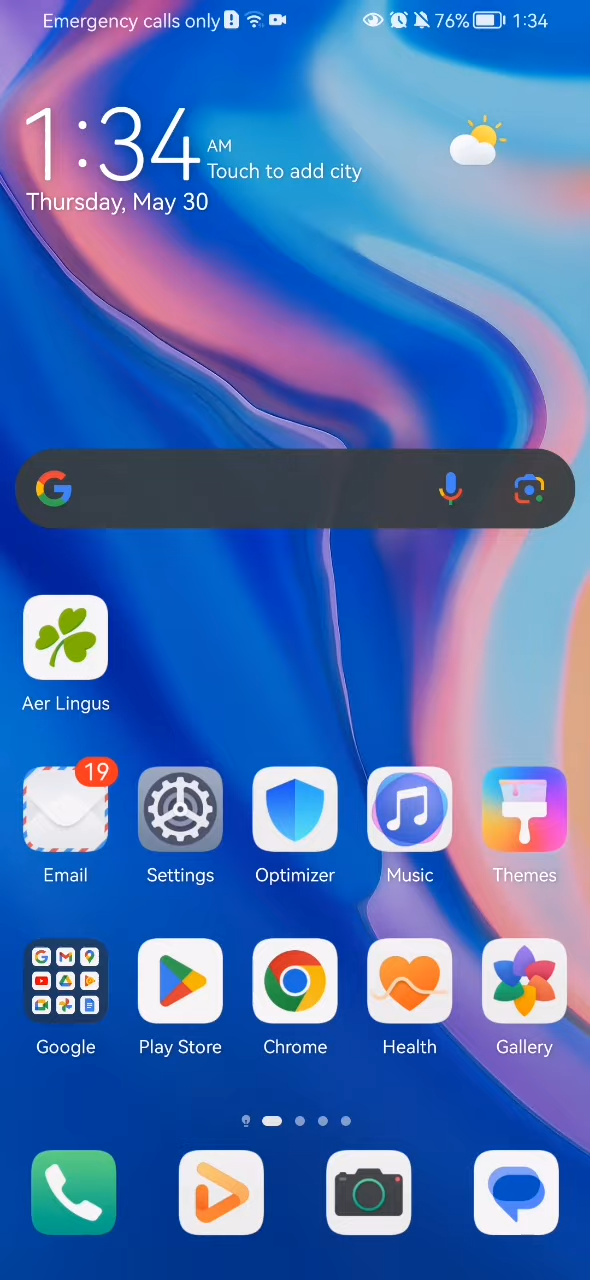 Emergency calls only 76% 1:34
1:34 AM
Touch to add city
Thursday, May 30
Aer Lingus
19
Email Settings Optimizer Music Themes
Google Play Store Chrome Health Gallery